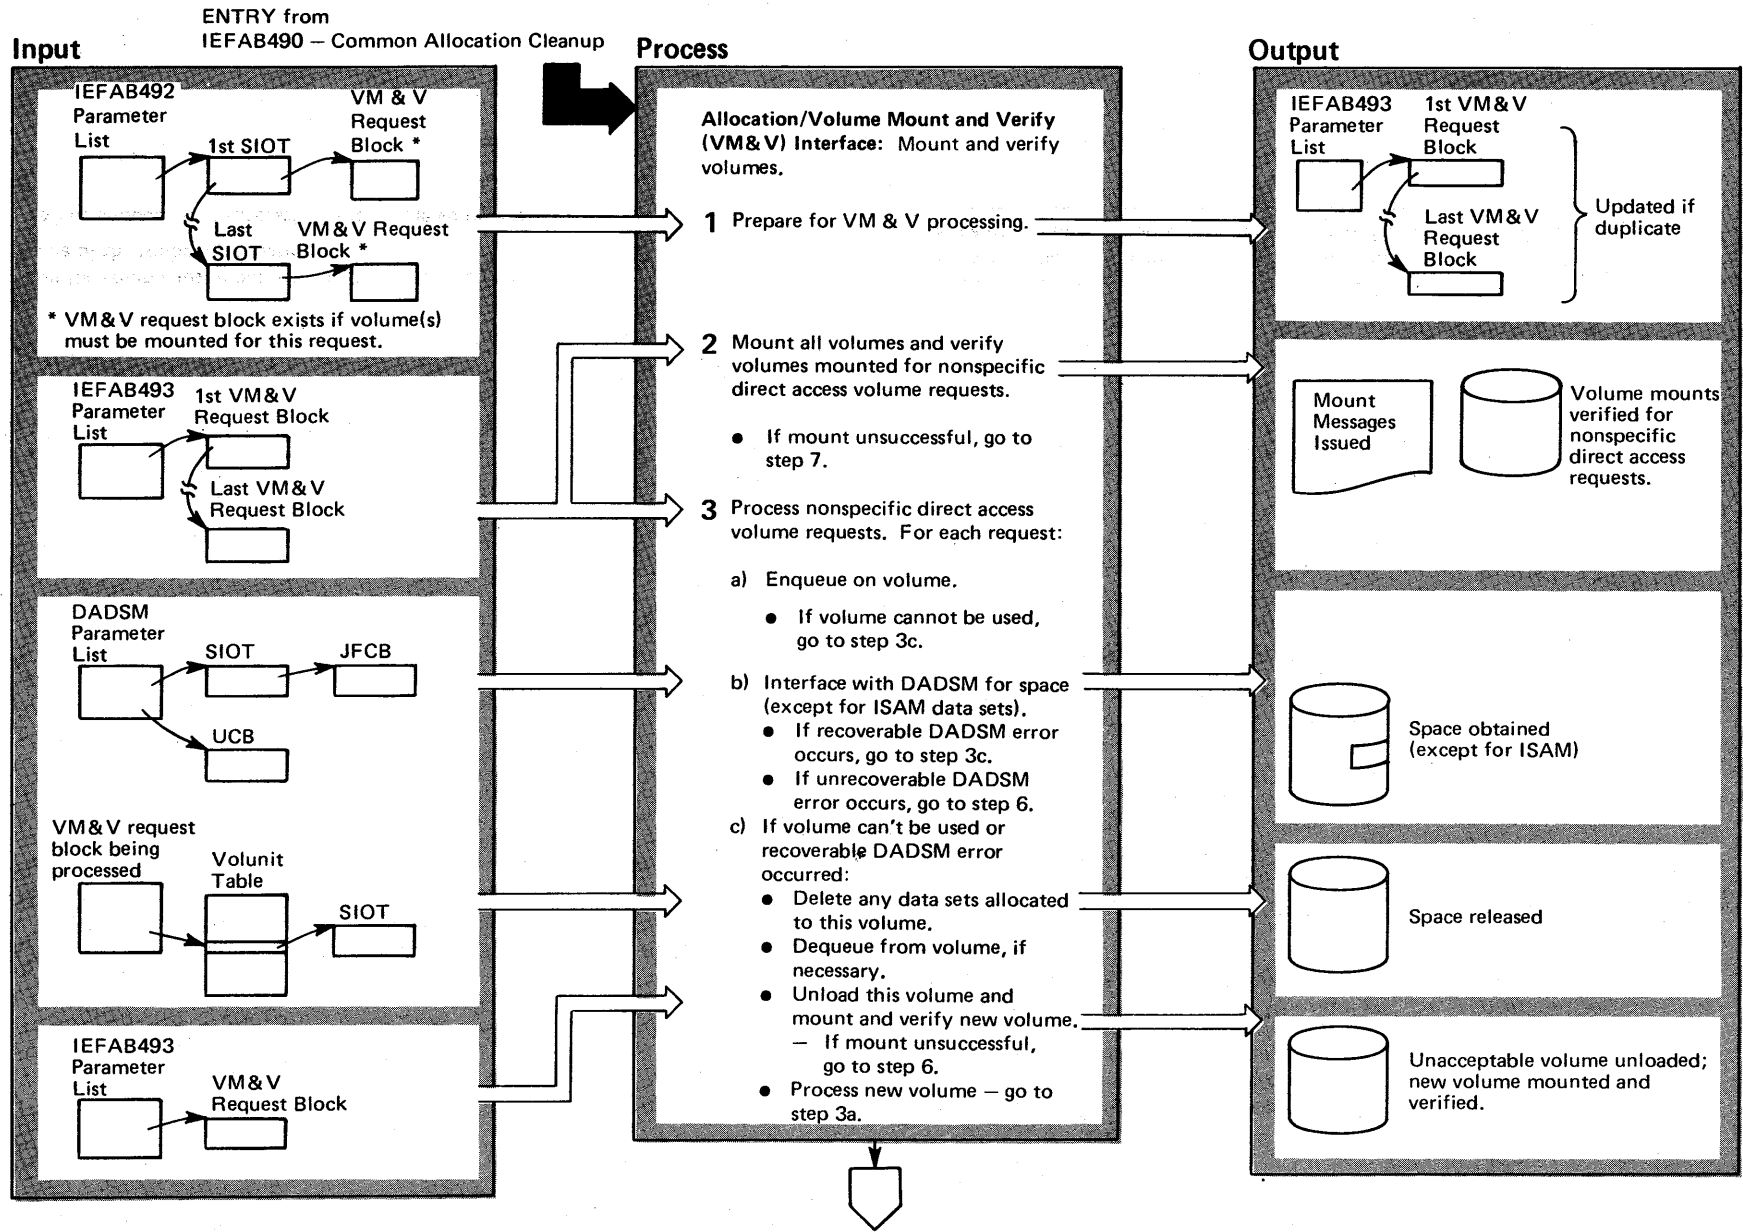 ENTRY from
IEFAB490 — Common Allocation Cleanup
Input
IEFAB492
Parameter
List
1st SIOT
VM & V
Request
Block *
Last
SIOT
VM&V Request
Block *
* VM&V request block exists if volume(s)
must be mounted for this request.
IEFAB493
Parameter
List
1st VM&V
Request Block
Last VM&V
Request Block
DADSM
Parameter
List
SIOT
JFCB
UCB
VM&V request
block being
processed
Volunit
Table
SIOT
IEFAB493
Parameter
List
VM&V
Request Block
Process
Allocation/Volume Mount and Verify
(VM&V) Interface: Mount and verify
volumes.
1 Prepare for VM & V processing.
2 Mount all volumes and verify
volumes mounted for nonspecific
direct access volume requests.
● If mount unsuccessful, go to
step 7.
3 Process nonspecific direct access
volume requests. For each request:
a) Enqueue on volume.
● If volume cannot be used,
go to step 3c.
b) Interface with DADSM for space
(except for ISAM data sets).
● If recoverable DADSM error
occurs, go to step 3c.
● If unrecoverable DADSM
error occurs, go to step 6.
c) If volume can't be used or
recoverable DADSM error
occurred:
● Delete any data sets allocated
to this volume.
● Dequeue from volume, if
necessary.
● Unload this volume and
mount and verify new volume.
— If mount unsuccessful,
go to step 6.
● Process new volume — go to
step 3a.
Output
IEFAB493
Parameter
List
1st VM&V
Request
Block
Last VM&V
Request
Block
Updated if
duplicate
Mount
Messages
Issued
Volume mounts
verified for
nonspecific
direct access
requests.
Space obtained
(except for ISAM)
Space released
Unacceptable volume unloaded;
new volume mounted and
verified.